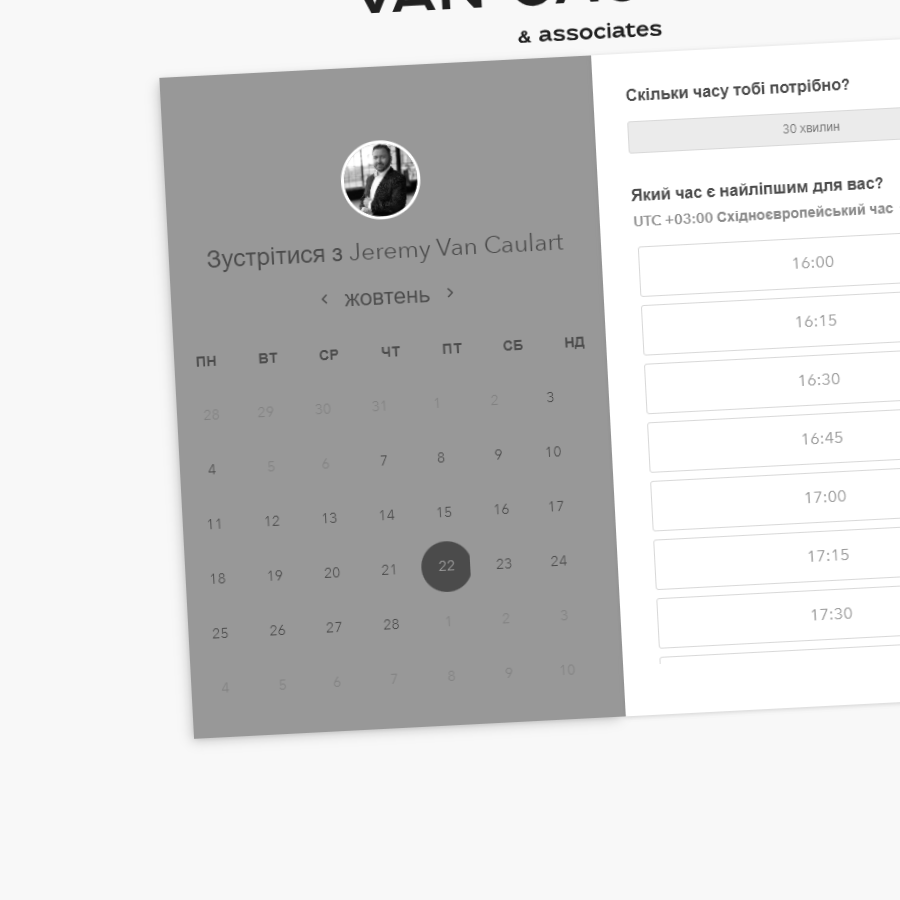 & associates
Зустрітися з Jeremy Van Caulart
‹ жовтень ›
ПН ВТ СР ЧТ ПТ СБ НД
28 29 30 31 1 2 3
4 5 6 7 8 9 10
11 12 13 14 15 16 17
18 19 20 21 22 23 24
25 26 27 28 1 2 3
4 5 6 7 8 9 10
Скільки часу тобі потрібно?
30 хвилин
Який час є найліпшим для вас?
UTC +03:00 Східноєвропейський час
16:00
16:15
16:30
16:45
17:00
17:15
17:30